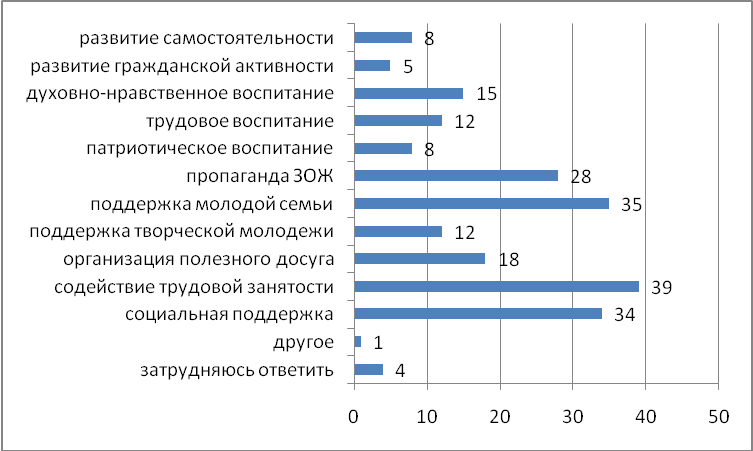 развитие самостоятельности 8
развитие гражданской активности 5
духовно-нравственное воспитание 15
трудовое воспитание 12
патриотическое воспитание 8
пропаганда ЗОЖ 28
поддержка молодой семьи 35
поддержка творческой молодежи 12
организация полезного досуга 18
содействие трудовой занятости 39
социальная поддержка 34
другое 1
затрудняюсь ответить 4
0 10 20 30 40 50